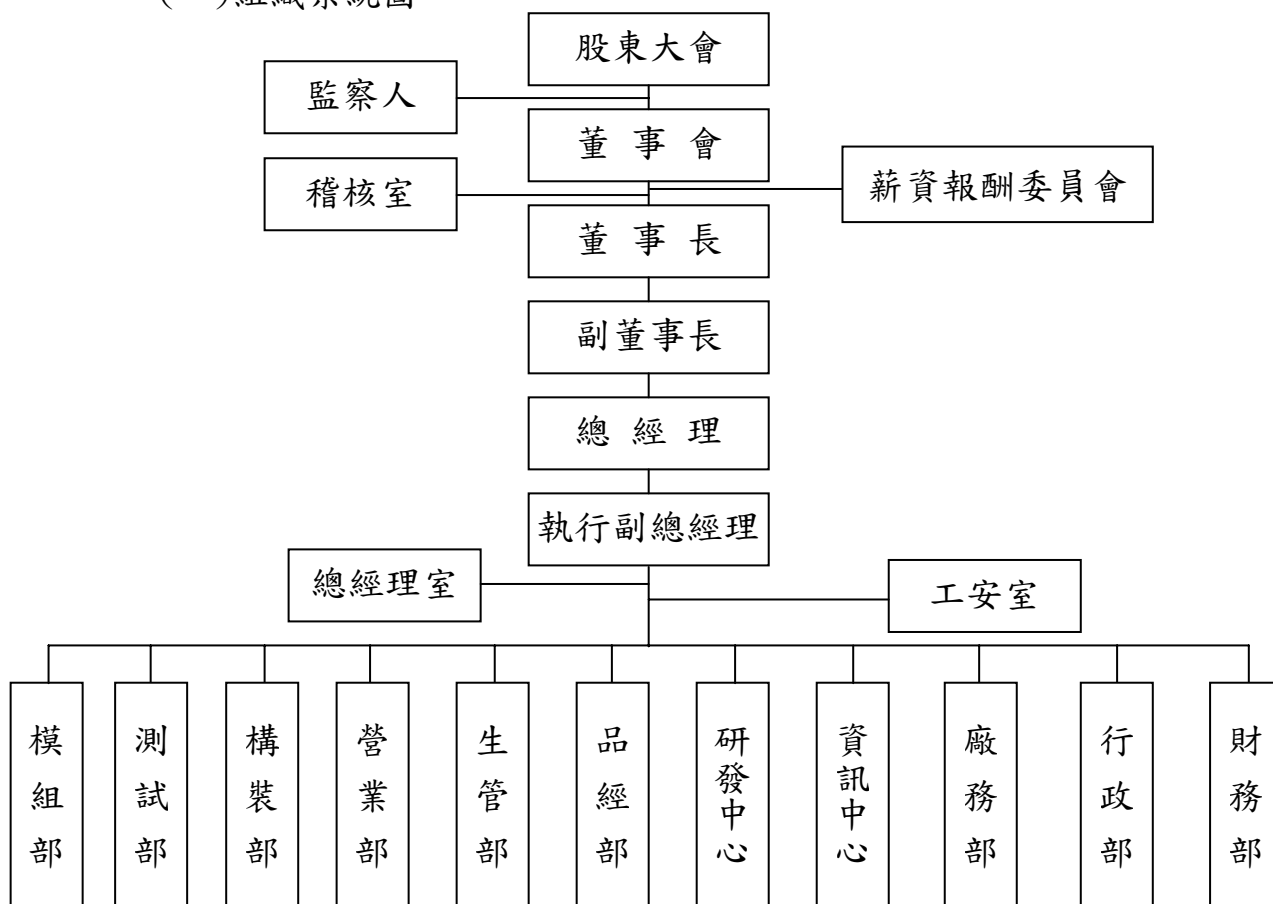 組織系統圖
股東大會
監察人
董事會
稽核室
薪資報酬委員會
董事長
副董事長
總經理
執行副總經理
總經理室
工安室
模組部
測試部
構裝部
營業部
生管部
品經部
研發中心
資訊中心
廠務部
行政部
財務部